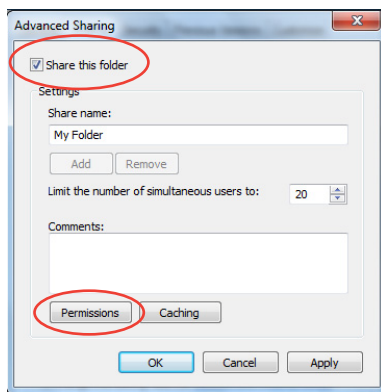 Advanced Sharing
Share this folder
Settings
Share name:
My Folder
Add Remove
Limit the number of simultaneous users to: 20
Comments:
Permissions Caching
OK Cancel Apply